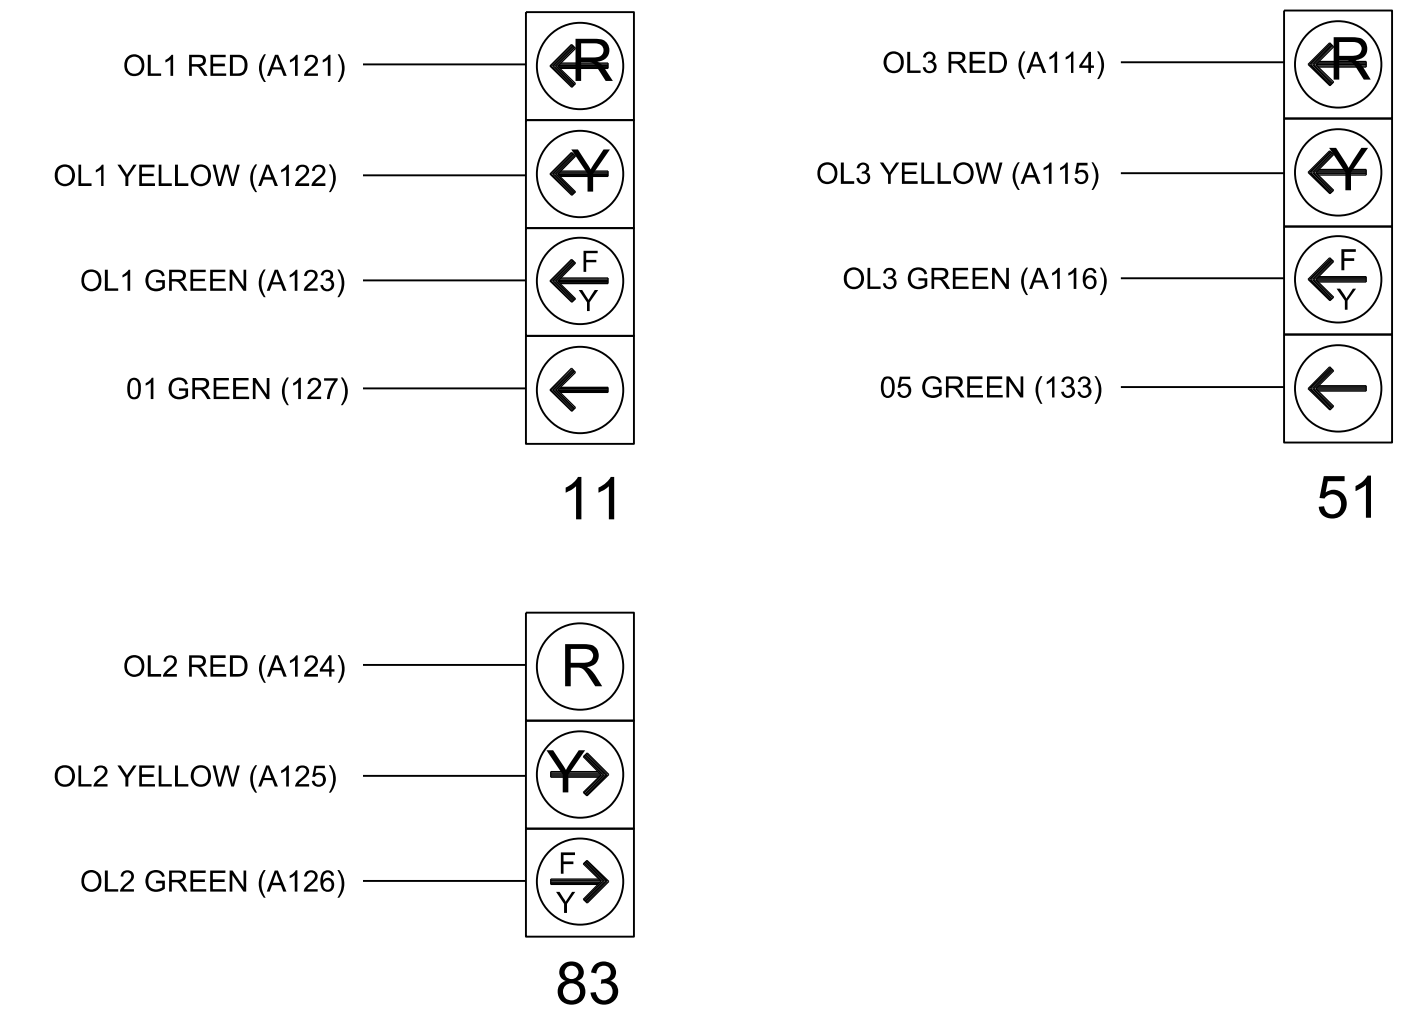 OL1 RED (A121)
R
OL1 YELLOW (A122)
Y
OL1 GREEN (A123)
F
Y
01 GREEN (127)
11
OL3 RED (A114)
R
OL3 YELLOW (A115)
Y
OL3 GREEN (A116)
F
Y
05 GREEN (133)
51
OL2 RED (A124)
R
OL2 YELLOW (A125)
Y
OL2 GREEN (A126)
F
Y
83